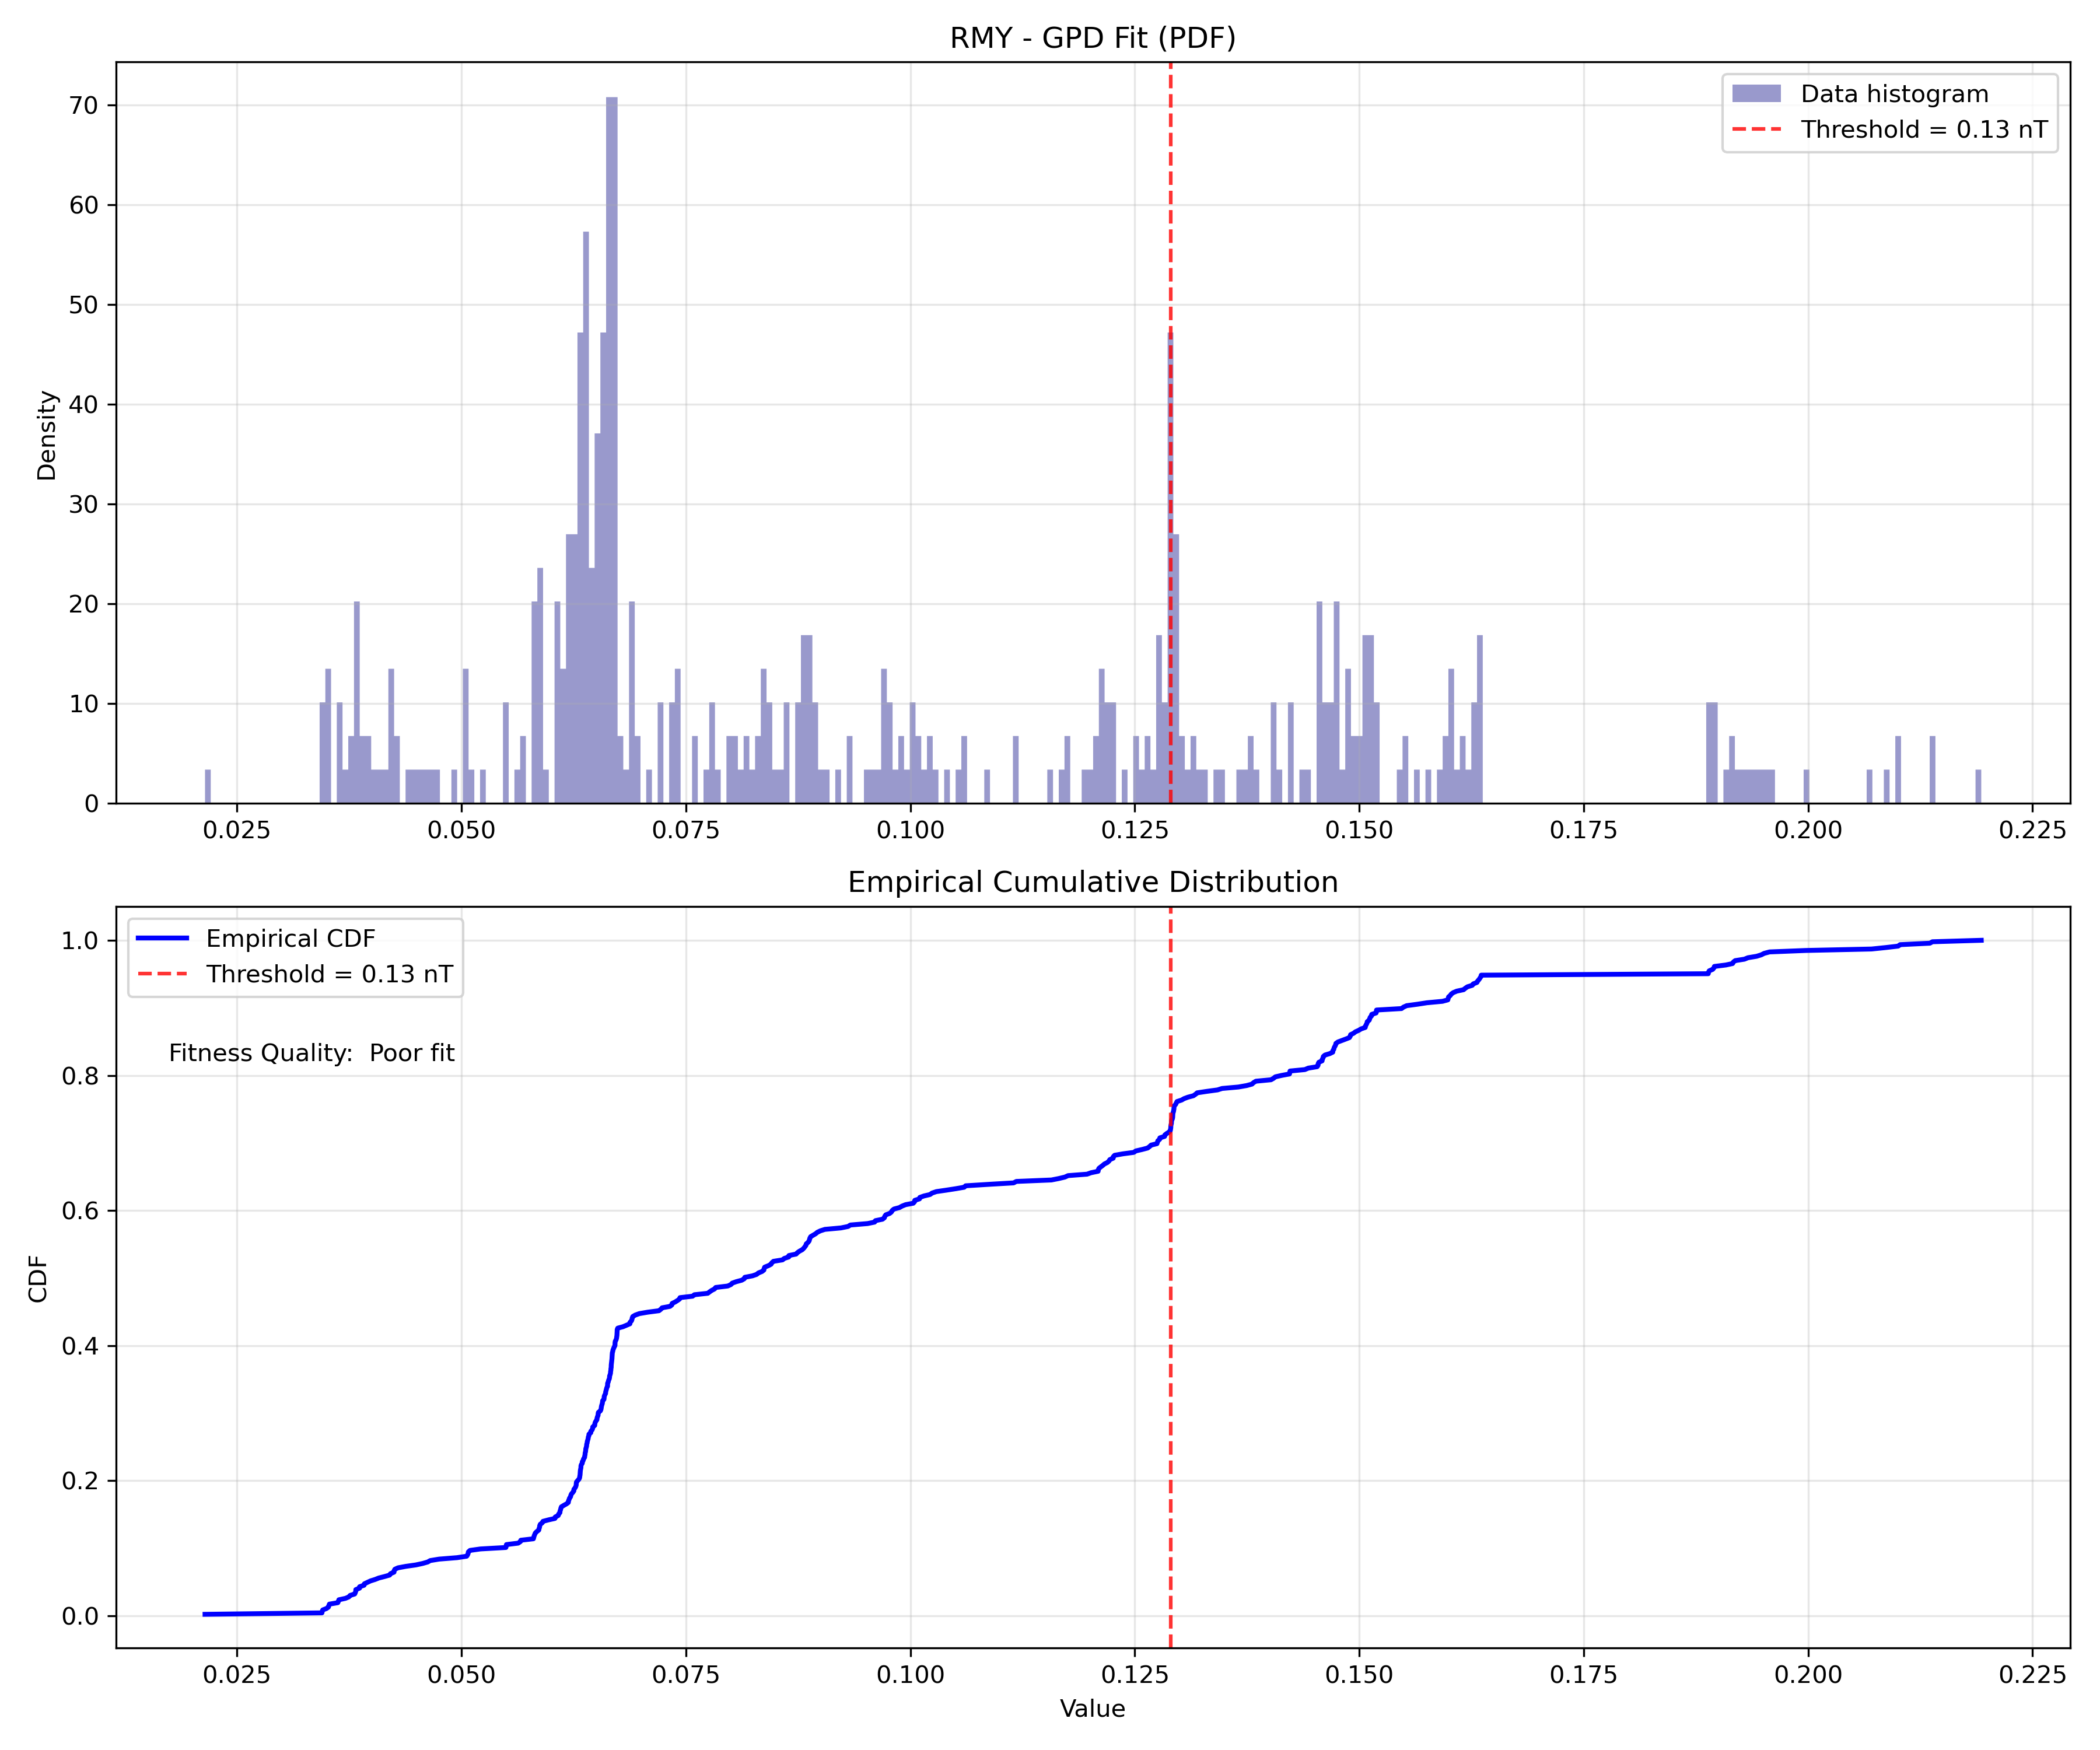 RMY - GPD Fit (PDF)
Density
70
60
50
40
30
20
10
0
Data histogram
Threshold = 0.13 nT
0.025 0.050 0.075 0.100 0.125 0.150 0.175 0.200 0.225
Empirical Cumulative Distribution
CDF
1.0
0.8
0.6
0.4
0.2
0.0
Empirical CDF
Threshold = 0.13 nT
Fitness Quality:  Poor fit
0.025 0.050 0.075 0.100 0.125 0.150 0.175 0.200 0.225
Value